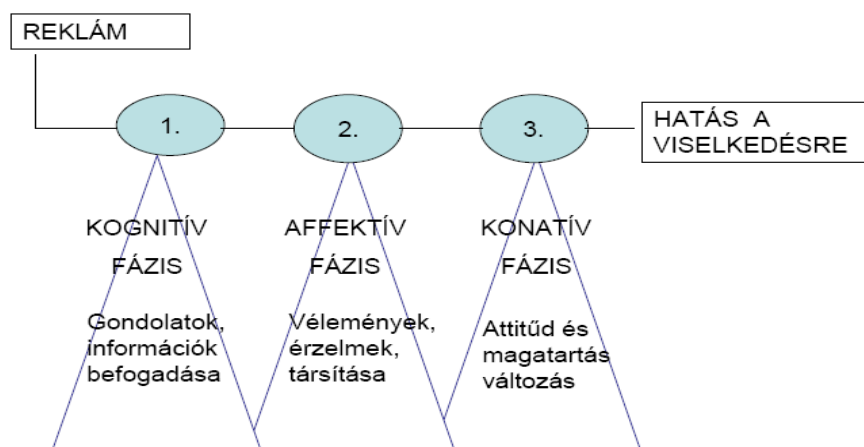 REKLÁM
1.
2.
3.
HATÁS A
VISELKEDÉSRE
KOGNITÍV
FÁZIS
Gondolatok,
információk
befogadása
AFFEKTÍV
FÁZIS
Vélemények,
érzelmek,
társítása
KONATÍV
FÁZIS
Attitűd és
magatartás
változás